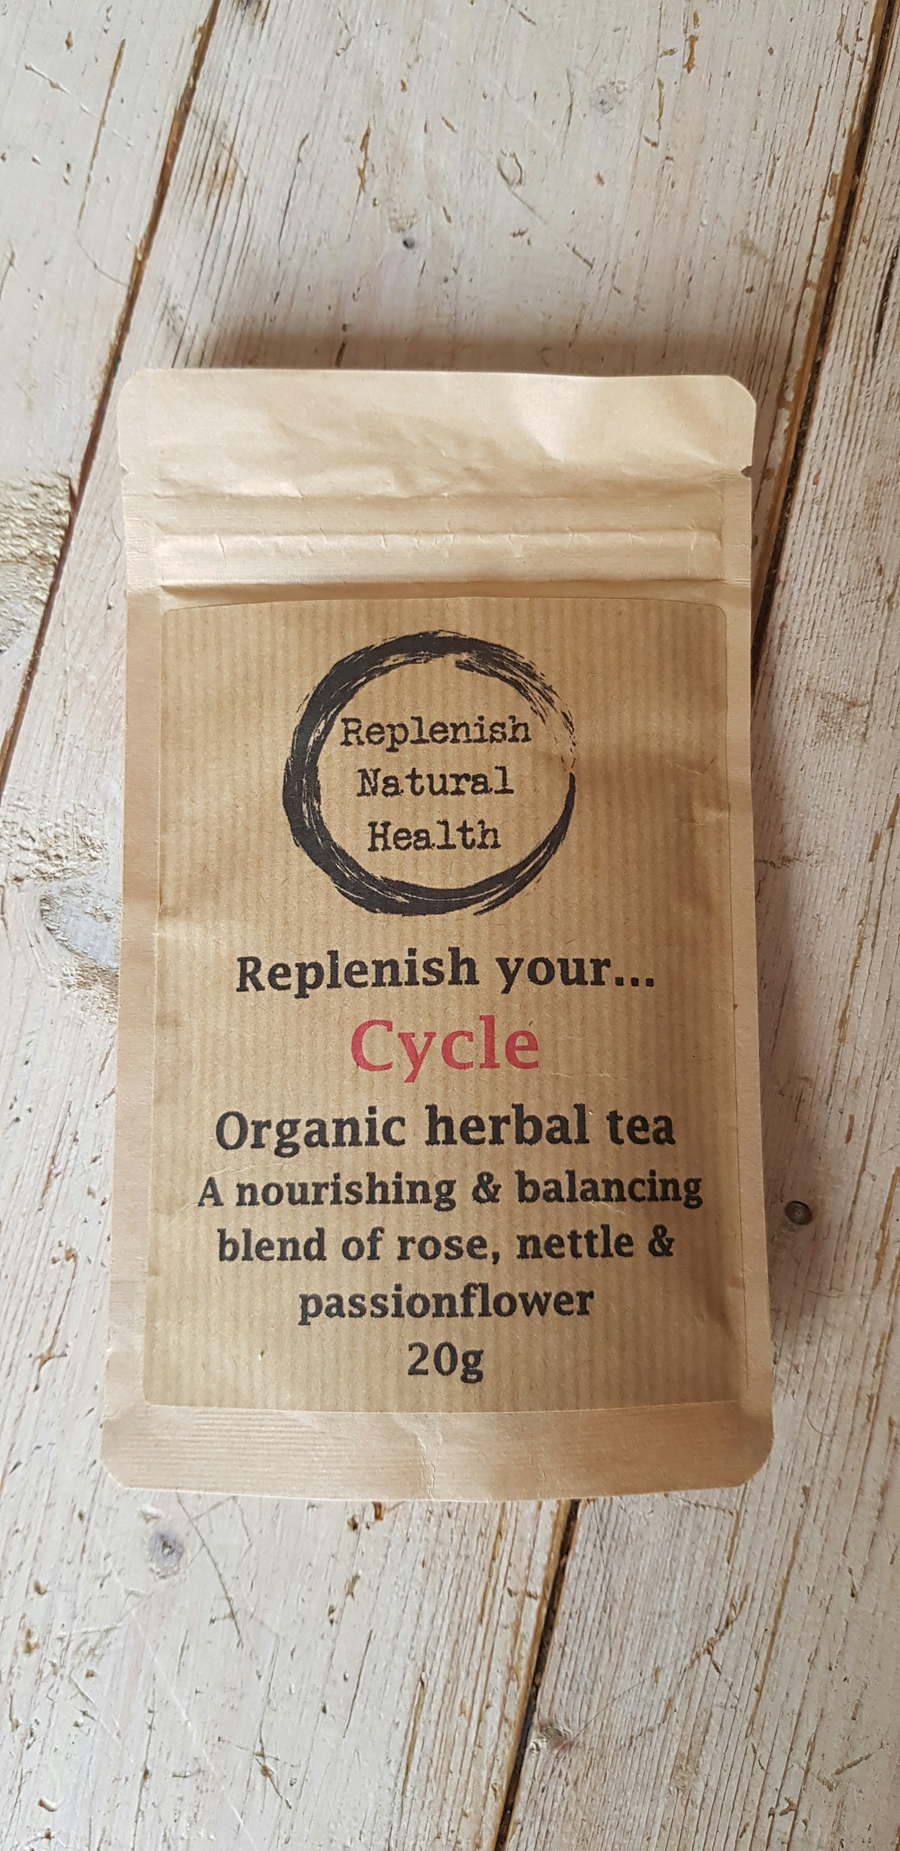 Replenish
Natural
Health
Replenish your...
Cycle
Organic herbal tea
A nourishing & balancing
blend of rose, nettle &
passionflower
20g